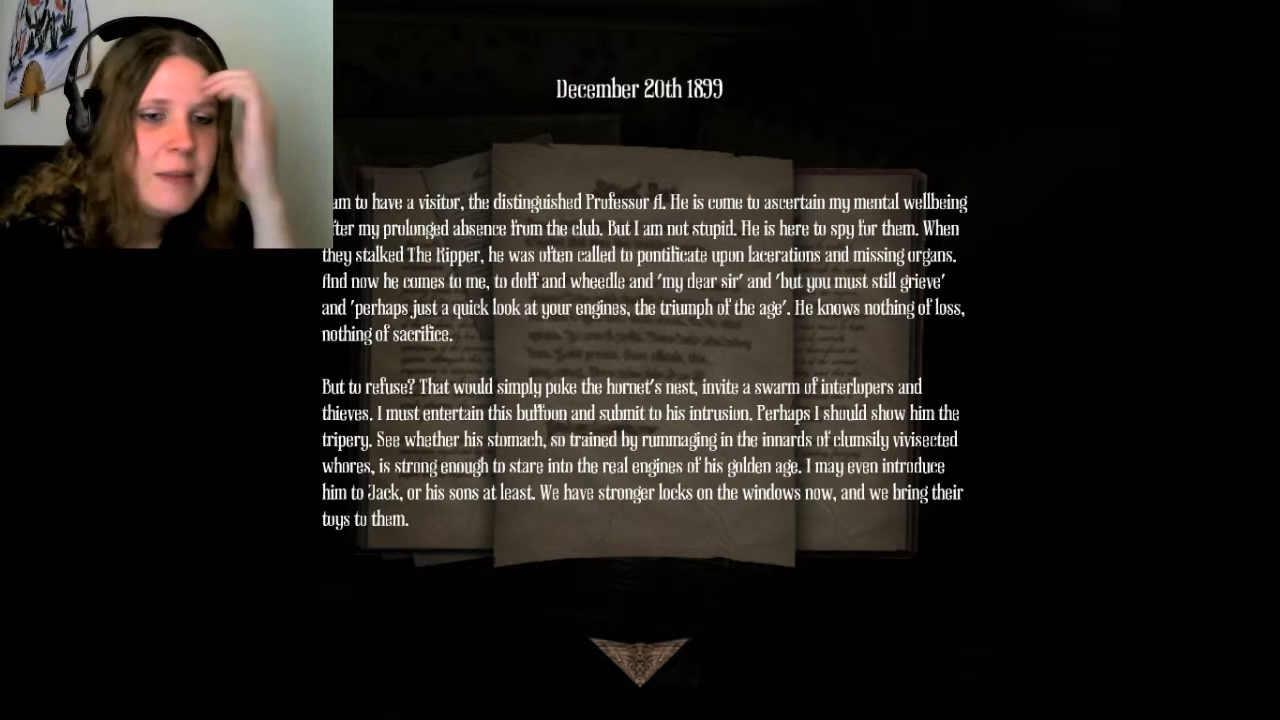 December 20th 1899
am to have a visitor, the distinguished Professor A. He is come to ascertain my mental wellbeing
fter my prolonged absence from the club. But I am not stupid. He is here to spy for them. When
they stalked The Ripper, he was often called to pontificate upon lacerations and missing organs.
And now he comes to me, to doff and wheedle and 'my dear sir' and 'but you must still grieve'
and 'perhaps just a quick look at your engines, the triumph of the age'. He knows nothing of loss,
nothing of sacrifice.
But to refuse? That would simply poke the hornet's nest, invite a swarm of interlopers and
thieves. I must entertain this buffoon and submit to his intrusion. Perhaps I should show him the
tripery. See whether his stomach, so trained by rummaging in the innards of clumsily vivisected
whores, is strong enough to stare into the real engines of his golden age. I may even introduce
him to Jack, or his sons at least. We have stronger locks on the windows now, and we bring their
toys to them.